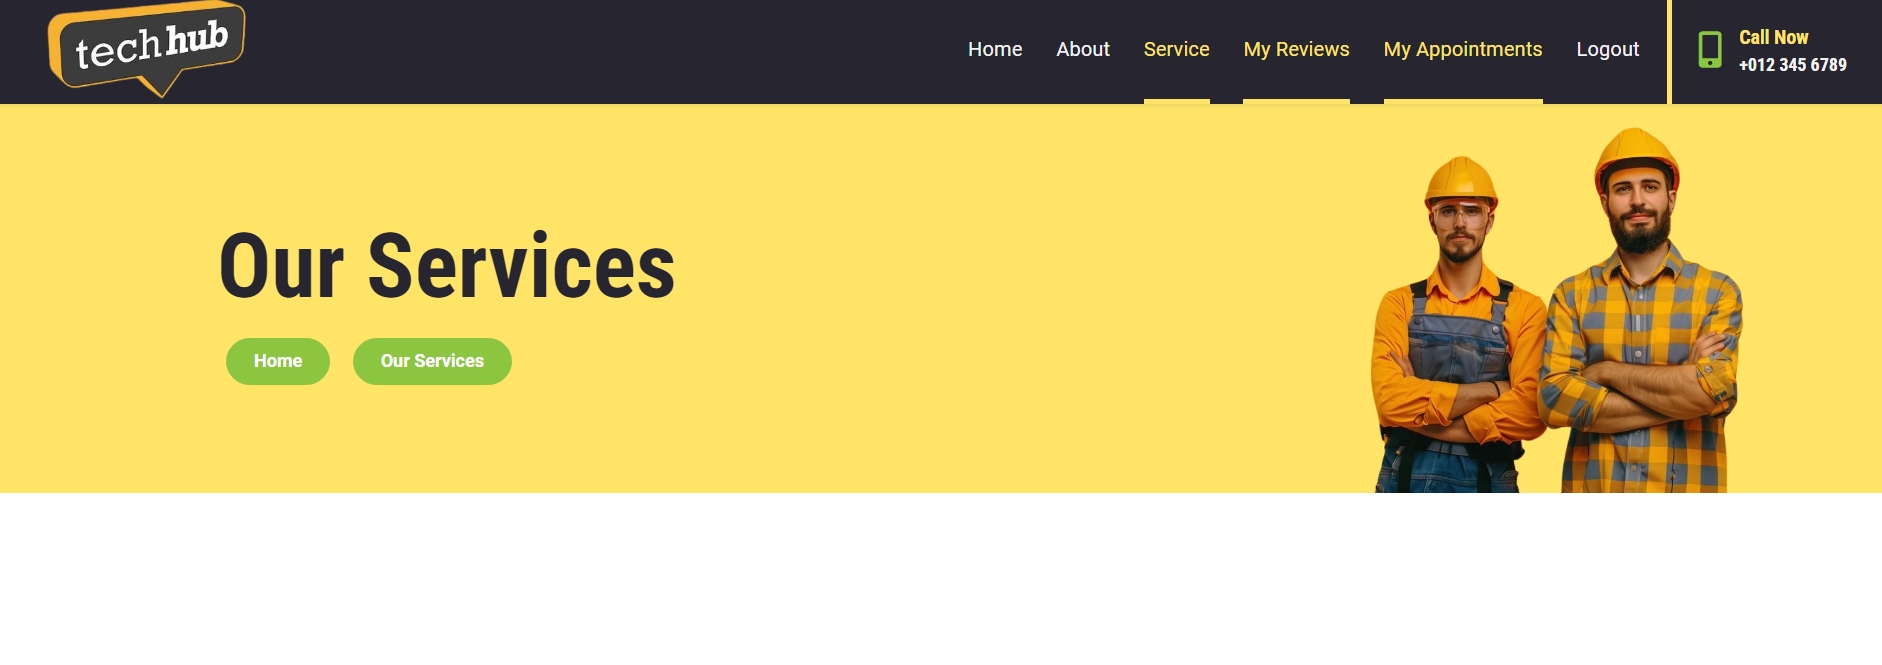 techhub
Home About Service My Reviews My Appointments Logout
Call Now
+012 345 6789
Our Services
Home Our Services